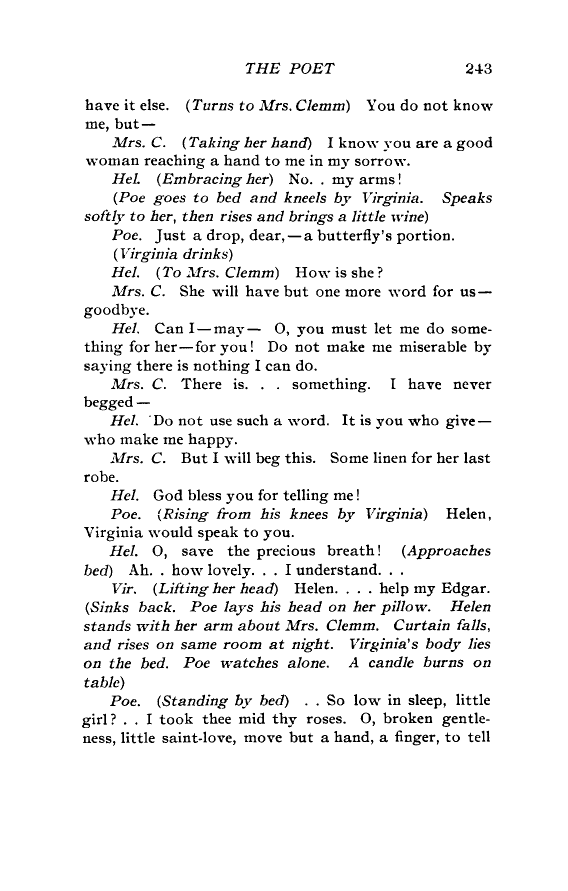 THE POET 243
have it else. (Turns to Mrs. Clemm) You do not know
me, but—
Mrs. C. (Taking her hand) I know you are a good
woman reaching a hand to me in my sorrow.
Hel. (Embracing her) No. . my arms!
(Poe goes to bed and kneels by Virginia. Speaks
softly to her, then rises and brings a little wine)
Poe. Just a drop, dear,—a butterfly's portion.
(Virginia drinks)
Hel. (To Mrs. Clemm) How is she?
Mrs. C. She will have but one more word for us—
goodbye.
Hel. Can I—may— O, you must let me do some-
thing for her—for you! Do not make me miserable by
saying there is nothing I can do.
Mrs. C. There is. . . something. I have never
begged—
Hel. Do not use such a word. It is you who give—
who make me happy.
Mrs. C. But I will beg this. Some linen for her last
robe.
Hel. God bless you for telling me!
Poe. (Rising from his knees by Virginia) Helen,
Virginia would speak to you.
Hel. O, save the precious breath! (Approaches
bed) Ah. . how lovely. . . I understand. . .
Vir. (Lifting her head) Helen. . . . help my Edgar.
(Sinks back. Poe lays his head on her pillow. Helen
stands with her arm about Mrs. Clemm. Curtain falls,
and rises on same room at night. Virginia's body lies
on the bed. Poe watches alone. A candle burns on
table)
Poe. (Standing by bed) . . So low in sleep, little
girl? . . I took thee mid thy roses. O, broken gentle-
ness, little saint-love, move but a hand, a finger, to tell